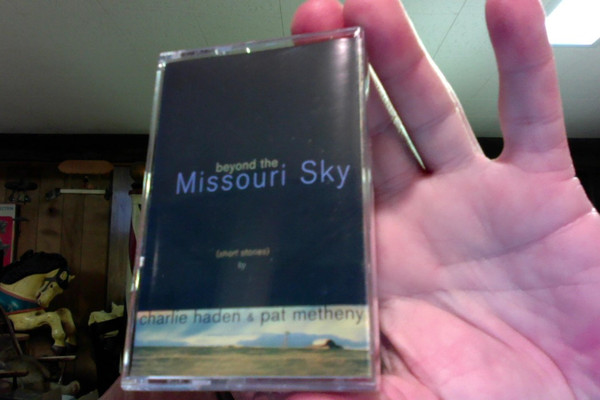 beyond the
Missouri Sky
(short stories)
by
charlie haden & pat metheny